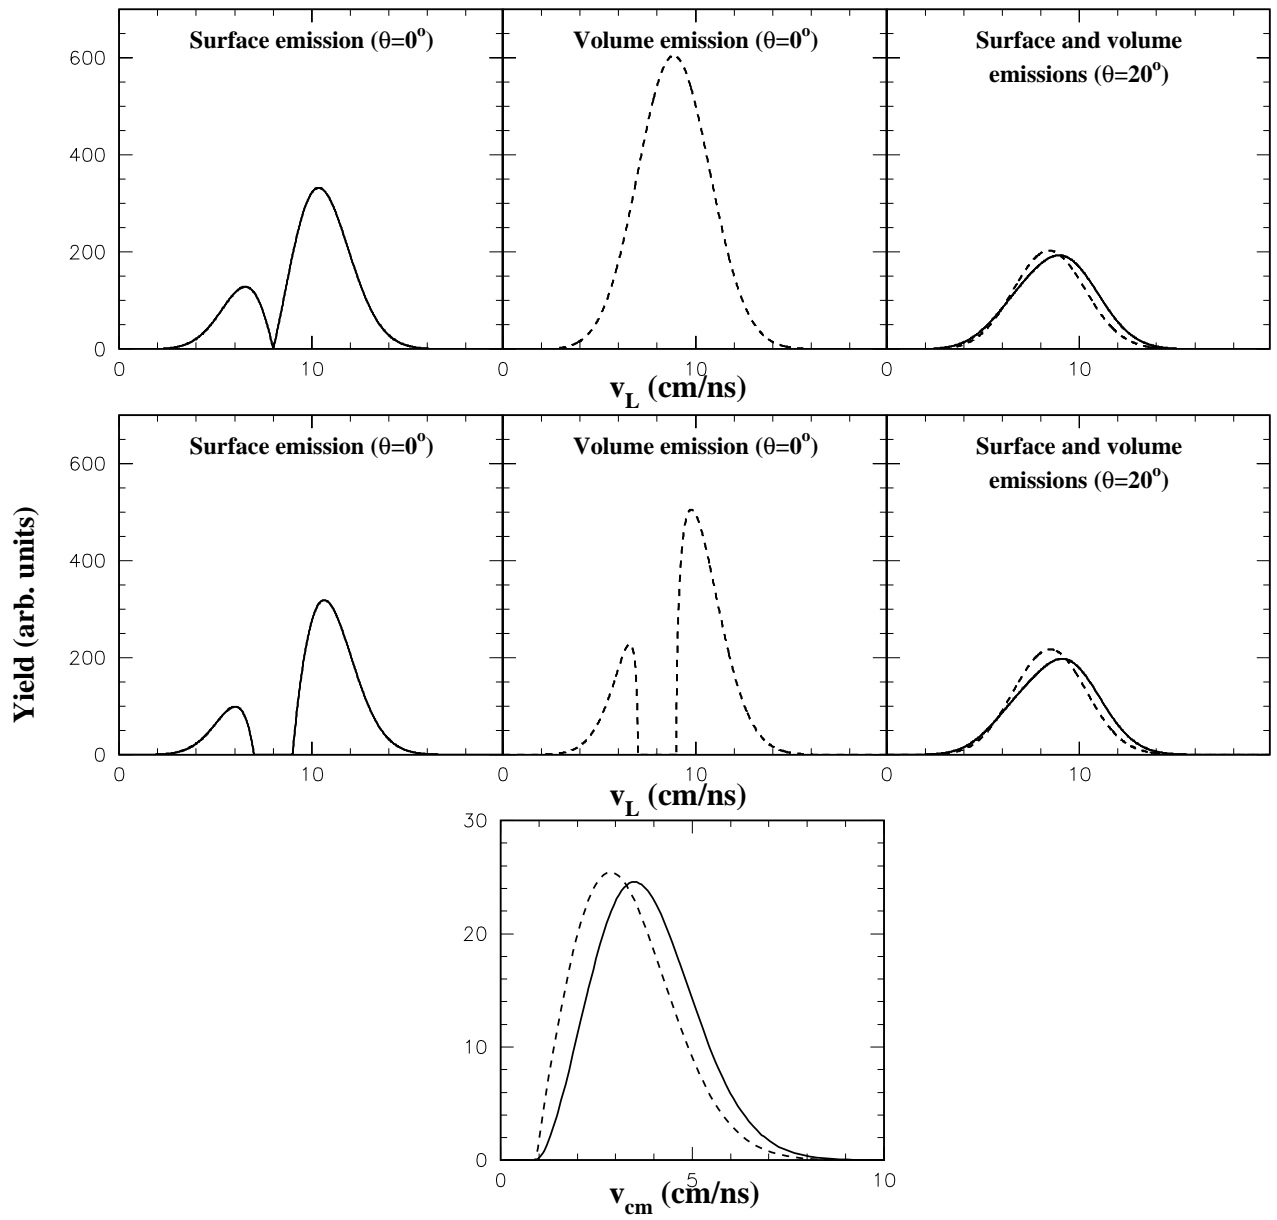 Surface emission (θ=0°) Volume emission (θ=0°) Surface and volume
emissions (θ=20°)
600
400
200
0
0 10 0 10 0 10
v_L (cm/ns)
Surface emission (θ=0°) Volume emission (θ=0°) Surface and volume
emissions (θ=20°)
600
400
200
0
0 10 0 10 0 10
v_L (cm/ns)
Yield (arb. units)
30
20
10
0
0 5 10
v_cm (cm/ns)